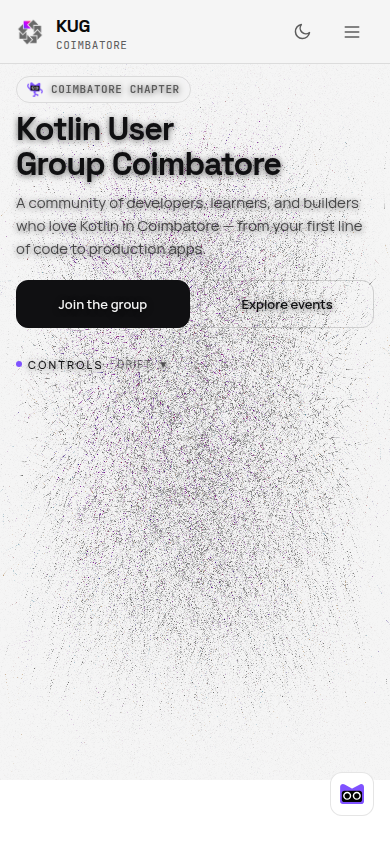 KUG
COIMBATORE
COIMBATORE CHAPTER
Kotlin User
Group Coimbatore
A community of developers, learners, and builders
who love Kotlin in Coimbatore — from your first line
of code to production apps.
Join the group
Explore events
CONTROLS · DRIFT ▼